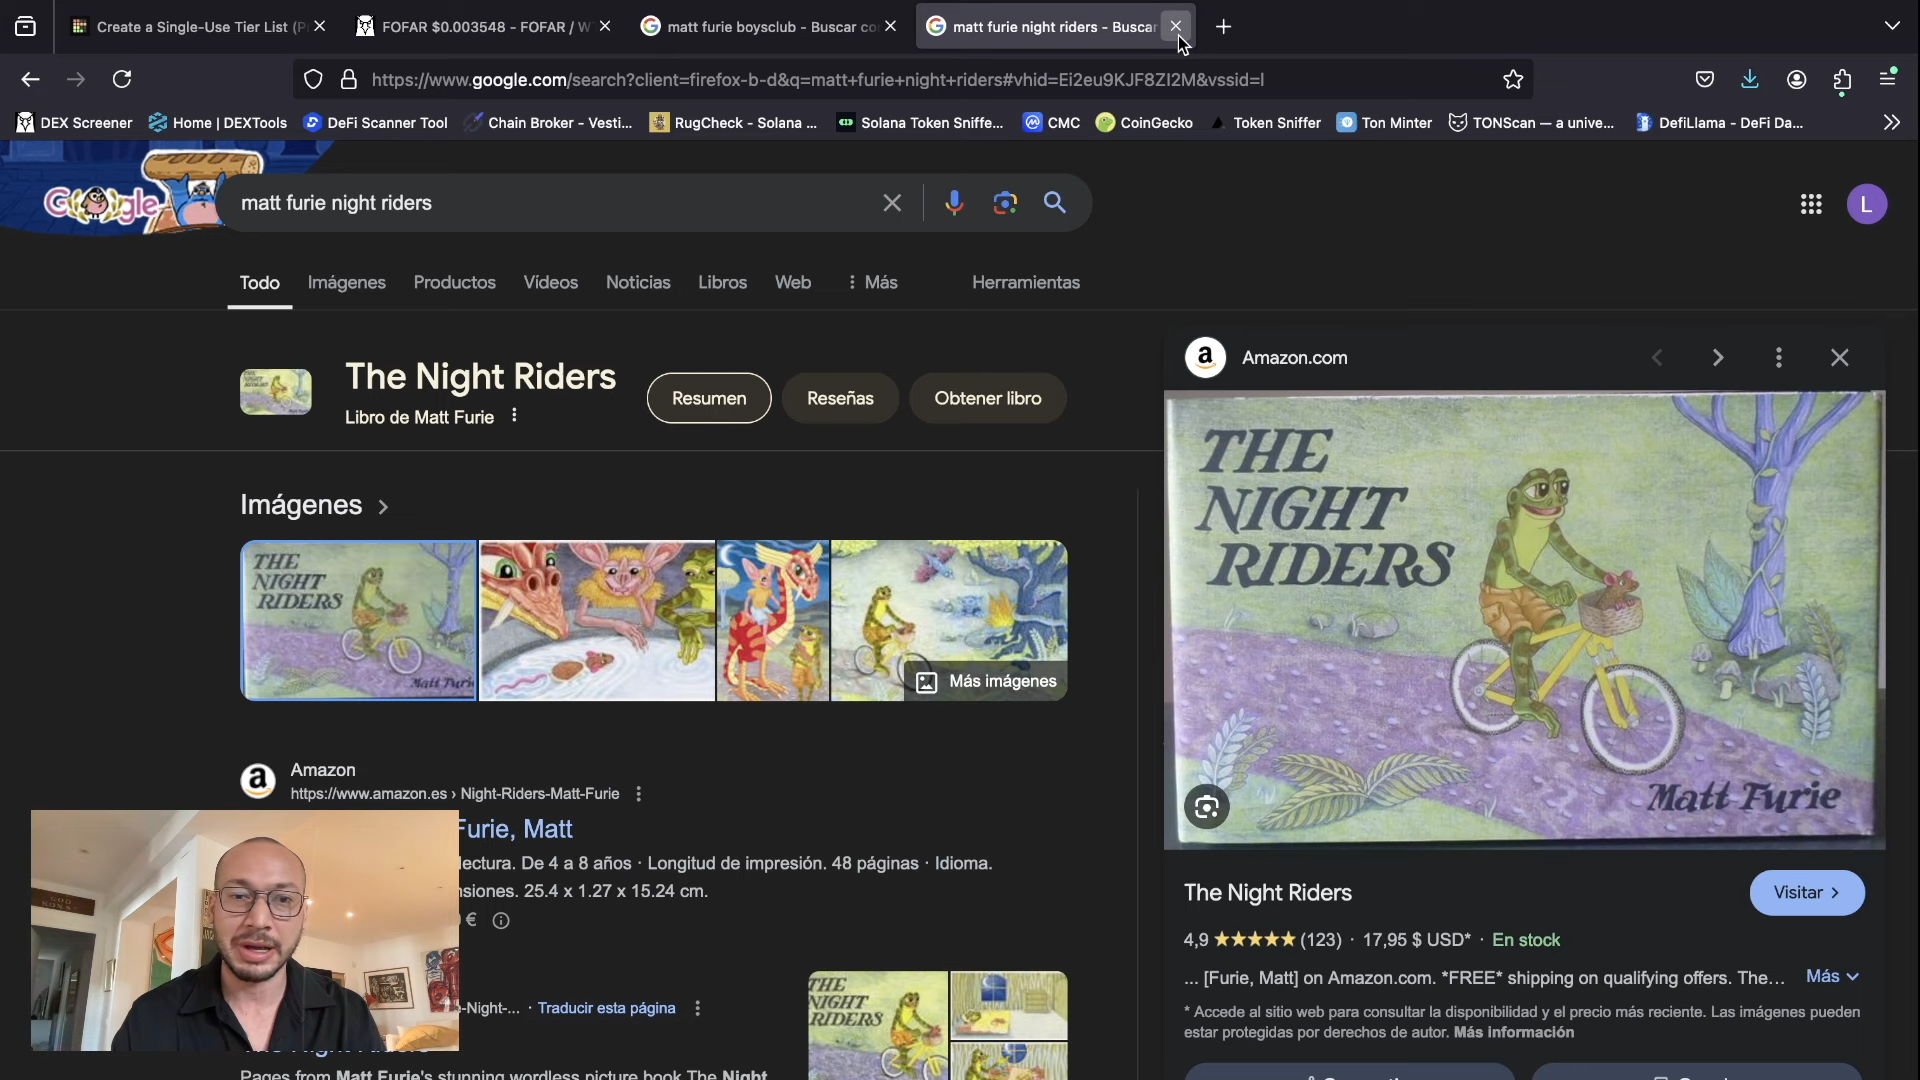 Create a Single-Use Tier List (P
FOFAR $0.003548 - FOFAR / W
matt furie boysclub - Buscar co
matt furie night riders - Buscar
https://www.google.com/search?client=firefox-b-d&q=matt+furie+night+riders#vhid=Ei2eu9KJF8ZI2M&vssid=l
DEX Screener
Home | DEXTools
DeFi Scanner Tool
Chain Broker - Vesti...
RugCheck - Solana ...
Solana Token Sniffe...
CMC
CoinGecko
Token Sniffer
Ton Minter
TONScan — a unive...
DefiLlama - DeFi Da...
Google
matt furie night riders
L
Todo
Imágenes
Productos
Vídeos
Noticias
Libros
Web
Más
Herramientas
The Night Riders
Libro de Matt Furie
Resumen
Reseñas
Obtener libro
Imágenes
THE
NIGHT
RIDERS
Matt Furie
Más imágenes
Amazon
https://www.amazon.es › Night-Riders-Matt-Furie
Furie, Matt
lectura. De 4 a 8 años · Longitud de impresión. 48 páginas · Idioma.
nsiones. 25.4 x 1.27 x 15.24 cm.
€
-Night-... · Traducir esta página
THE
NIGHT
RIDERS
Pages from Matt Furie's stunning wordless picture book The Night
Amazon.com
THE
NIGHT
RIDERS
Matt Furie
The Night Riders
Visitar
4,9 ★★★★★ (123) · 17,95 $ USD* · En stock
... [Furie, Matt] on Amazon.com. *FREE* shipping on qualifying offers. The... Más
* Accede al sitio web para consultar la disponibilidad y el precio más reciente. Las imágenes pueden
estar protegidas por derechos de autor. Más información